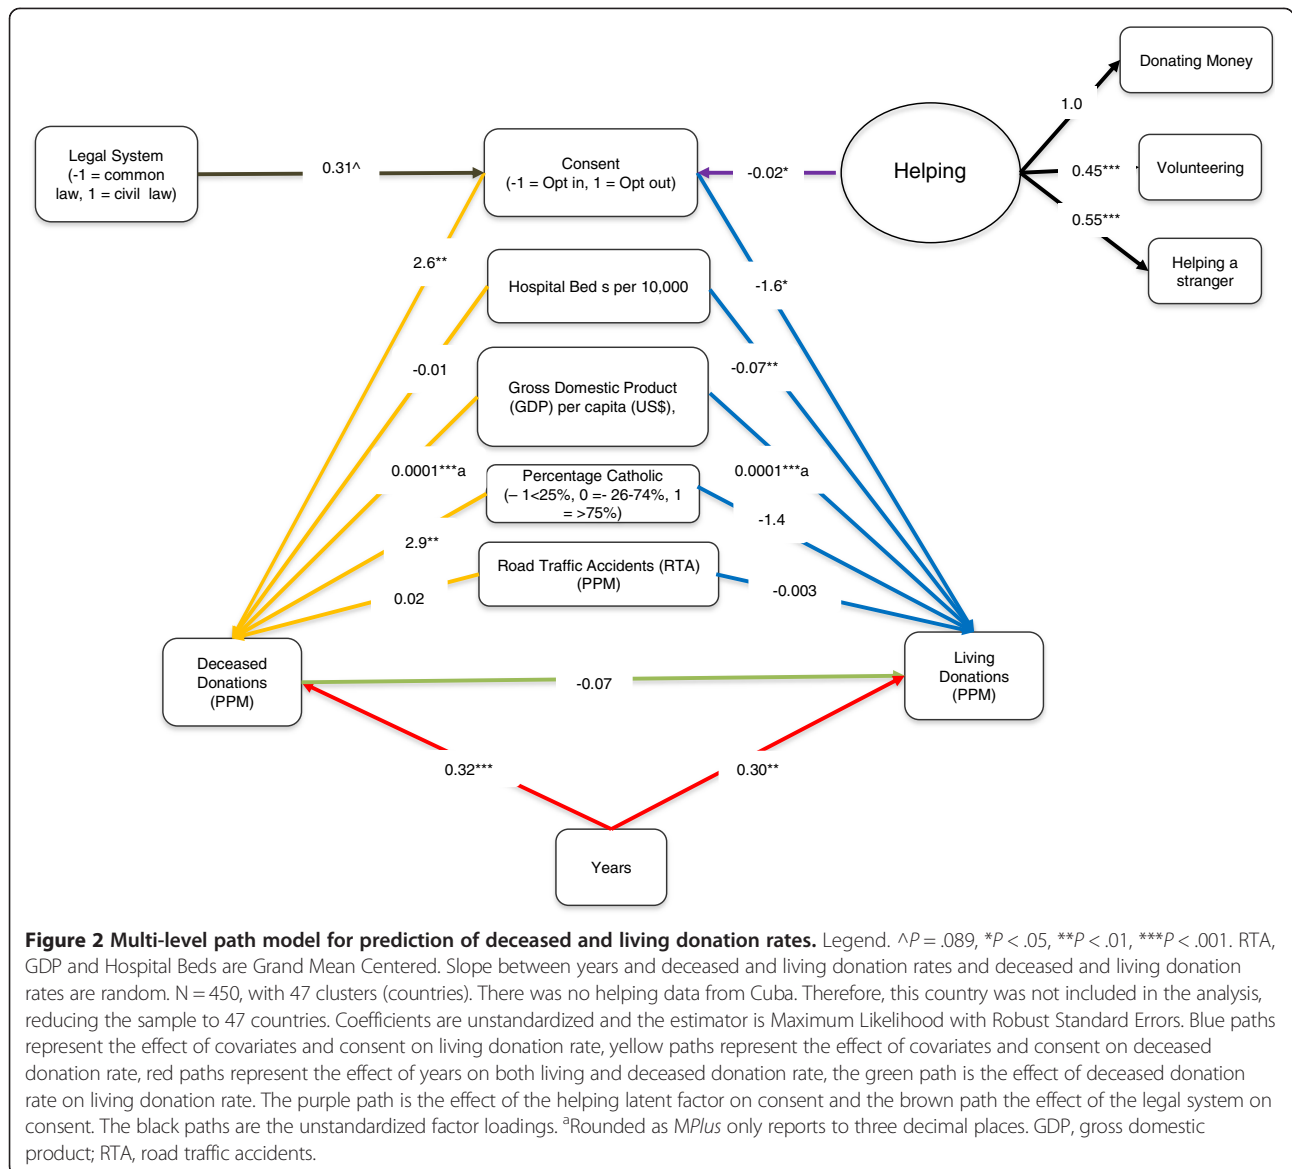 Donating Money
1.0
Legal System
(-1 = common
law, 1 = civil law)
0.31^
Consent
(-1 = Opt in, 1 = Opt out)
-0.02*
Helping
0.45***
Volunteering
0.55***
Helping a
stranger
2.6**
Hospital Bed s per 10,000
-1.6*
-0.01
-0.07**
Gross Domestic Product
(GDP) per capita (US$),
0.0001***a
0.0001***a
Percentage Catholic
(– 1<25%, 0 =- 26-74%, 1
= >75%)
2.9**
-1.4
Road Traffic Accidents (RTA)
(PPM)
0.02
-0.003
Deceased
Donations
(PPM)
-0.07
Living
Donations
(PPM)
0.32***
0.30**
Years
Figure 2 Multi-level path model for prediction of deceased and living donation rates. Legend. ^P = .089, *P < .05, **P < .01, ***P < .001. RTA,
GDP and Hospital Beds are Grand Mean Centered. Slope between years and deceased and living donation rates and deceased and living donation
rates are random. N = 450, with 47 clusters (countries). There was no helping data from Cuba. Therefore, this country was not included in the analysis,
reducing the sample to 47 countries. Coefficients are unstandardized and the estimator is Maximum Likelihood with Robust Standard Errors. Blue paths
represent the effect of covariates and consent on living donation rate, yellow paths represent the effect of covariates and consent on deceased
donation rate, red paths represent the effect of years on both living and deceased donation rate, the green path is the effect of deceased donation
rate on living donation rate. The purple path is the effect of the helping latent factor on consent and the brown path the effect of the legal system on
consent. The black paths are the unstandardized factor loadings. ªRounded as MPlus only reports to three decimal places. GDP, gross domestic
product; RTA, road traffic accidents.